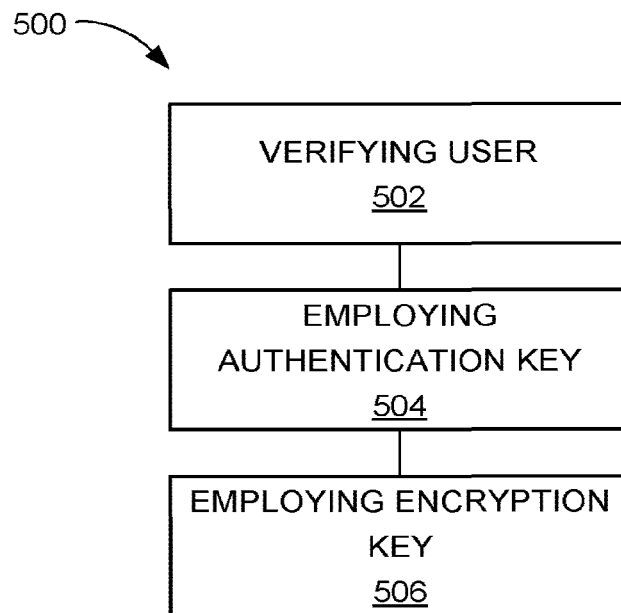 500
VERIFYING USER
502
EMPLOYING
AUTHENTICATION KEY
504
EMPLOYING ENCRYPTION
KEY
506